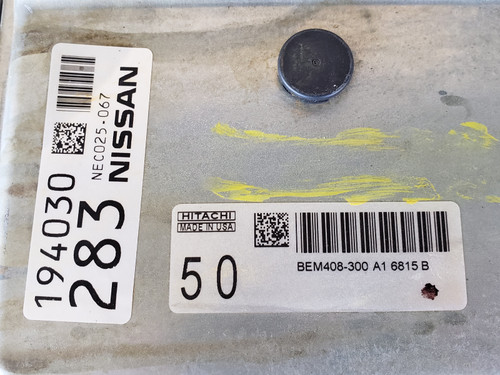 194030
283
NEC025-067
NISSAN
HITACHI
MADE IN USA
50
BEM408-300 A1 6815 B